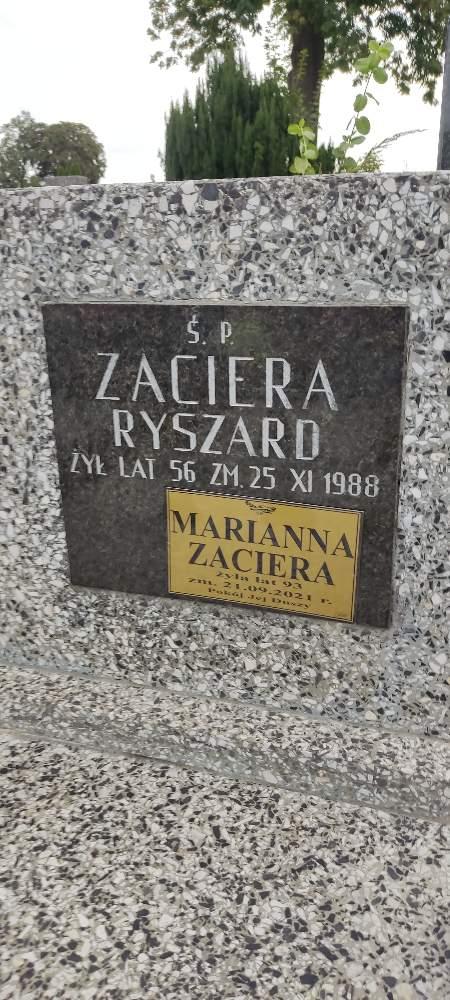 Ś. P.
ZACIERA
RYSZARD
ŻYŁ LAT 56 ZM. 25 XI 1988
MARIANNA
ZACIERA
żyła lat 93
zm. 21.09.2021 r.
Pokój Jej Duszy